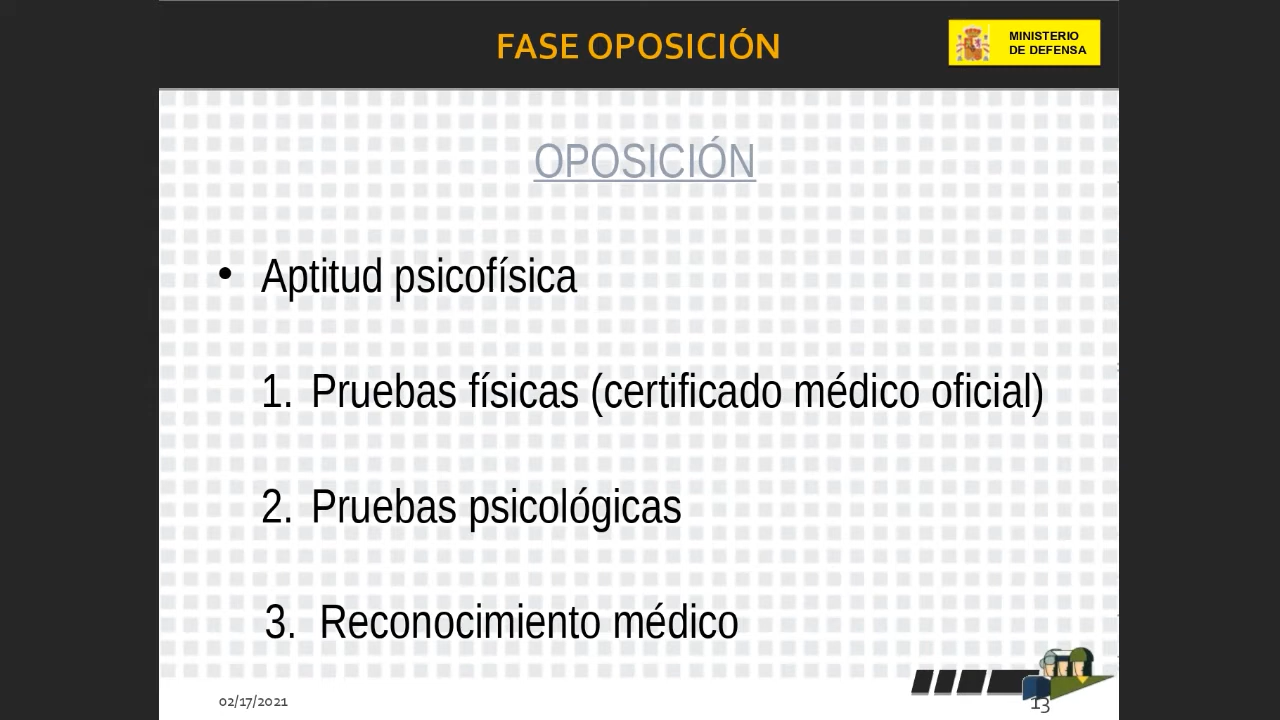 FASE OPOSICIÓN
MINISTERIO
DE DEFENSA
OPOSICIÓN
• Aptitud psicofísica
1. Pruebas físicas (certificado médico oficial)
2. Pruebas psicológicas
3. Reconocimiento médico
02/17/2021
13